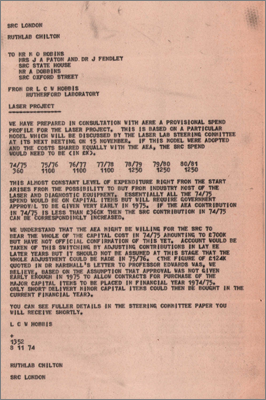 SRC LONDON
RUTHLAB CHILTON
TO MR D O ROBINS
MRS J A PATON AND DR J FENDLEY
SRC STATE HOUSE
MR A DOBBINS
SRC OXFORD STREET
FROM DR L C W MORRIS
RUTHERFORD LABORATORY
LASER PROJECT
WE HAVE PREPARED IN CONSULTATION WITH AERE A PROVISIONAL SPEND
PROFILE FOR THE LASER PROJECT. THIS IS BASED ON A PARTICULAR
MODEL WHICH WILL BE DISCUSSED BY THE LASER LAB STEERING COMMITTEE
AT ITS NEXT MEETING ON 15 NOVEMBER. IF THIS MODEL WERE ADOPTED
AND THE COSTS SHARED EQUALLY WITH THE AEA, THE SRC SPEND
WOULD NEED TO BE (IN £K).
74/75 75/76 76/77 77/78 78/79 79/80 80/81
360 1106 1100 1100 1250 1250 1250
THIS ALMOST CONSTANT LEVEL OF EXPENDITURE RIGHT FROM THE START
ARISES FROM THE POSSIBILITY TO BUY FROM INDUSTRY MOST OF THE
LASER AND DIAGNOSTIC EQUIPMENT. ESSENTIALLY ALL THE 74/75
SPEND WOULD BE ON CAPITAL ITEMS BUT WILL REQUIRE GOVERNMENT
APPROVAL TO BE GIVEN VERY EARLY IN 1975. IF THE AEA CONTRIBUTION
IN 74/75 IS LESS THAN £360K THEN THE SRC CONTRIBUTION IN 74/75
CAN BE CORRESPONDINGLY INCREASED.
WE UNDERSTAND THAT THE AEA MIGHT BE WILLING FOR THE SRC TO
BEAR THE WHOLE OF THE CAPITAL COST IN 74/75 AMOUNTING TO £700K
BUT HAVE NOT OFFICIAL CONFIRMATION OF THIS YET. ACCOUNT WOULD BE
TAKEN OF THIS SWITCHING BY ADJUSTING CONTRIBUTIONS IN LAY ER
LATER YEARS BUT IT SHOULD NOT BE ASSUMED AT THIS STAGE THAT THE
WHOLE ADJUSTMENT COULD BE MADE IN 75/76. THE FIGURE OF £124K
QUOTED IN DR MARSHALL'S LETTER TO PROFESSOR EDWARDS WAS, WE
BELIEVE, BASED ON THE ASSUMPTION THAT APPROVAL WAS NOT GIVEN
EARLY ENOUGH IN 1975 TO ALLOW CONTRACTS FOR PURCHASE OF THE
MAJOR CAPITAL ITEMS TO BE PLACED IN FINANCIAL YEAR 1974/75.
ONLY SHORT DELIVERY MINOR CAPITAL ITEMS COULD THEN BE BOUGHT IN THE
CURRENT FINANCIAL YEAR).
YOU CAN SEE FULLER DETAILS IN THE STEERING COMMITTEE PAPER YOU
WILL RECEIVE SHORTLY.
L C W MORRIS
+
1352
8 11 74
RUTHLAB CHILTON
SRC LONDON